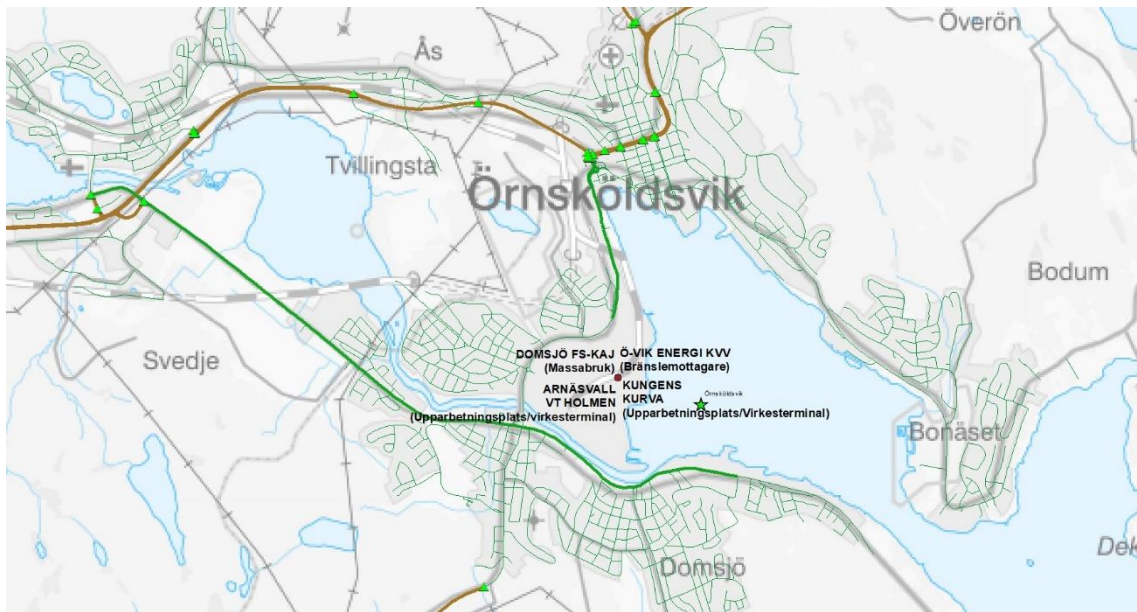 Överön
Ås
Tvillingsta
Örnsköldsvik
Bodum
Svedje
DOMSJÖ FS-KAJ
(Massabruk)
Ö-VIK ENERGI KVV
(Bränslemottagare)
ARNÄSVALL
VT HOLMEN
(Upparbetningsplats/virkesterminal)
KUNGENS
KURVA
(Upparbetningsplats/Virkesterminal)
Örnsköldsvik
Bonäset
Domsjö
Dek